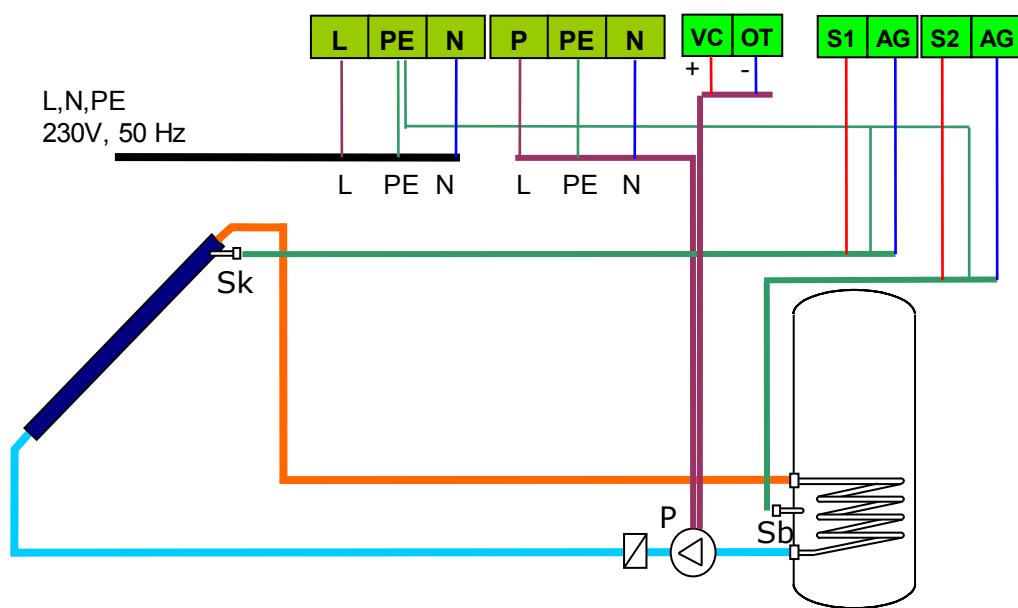 L PE N P PE N VC OT S1 AG S2 AG
+ -
L,N,PE
230V, 50 Hz
L PE N L PE N
Sk
P
Sb